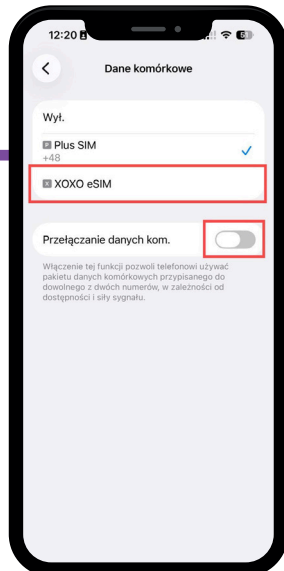 12:20
Dane komórkowe
Wył.
P Plus SIM
+48
X XOXO eSIM
Przełączanie danych kom.
Włączenie tej funkcji pozwoli telefonowi używać
pakietu danych komórkowych przypisanego do
dowolnego z dwóch numerów, w zależności od
dostępności i siły sygnału.